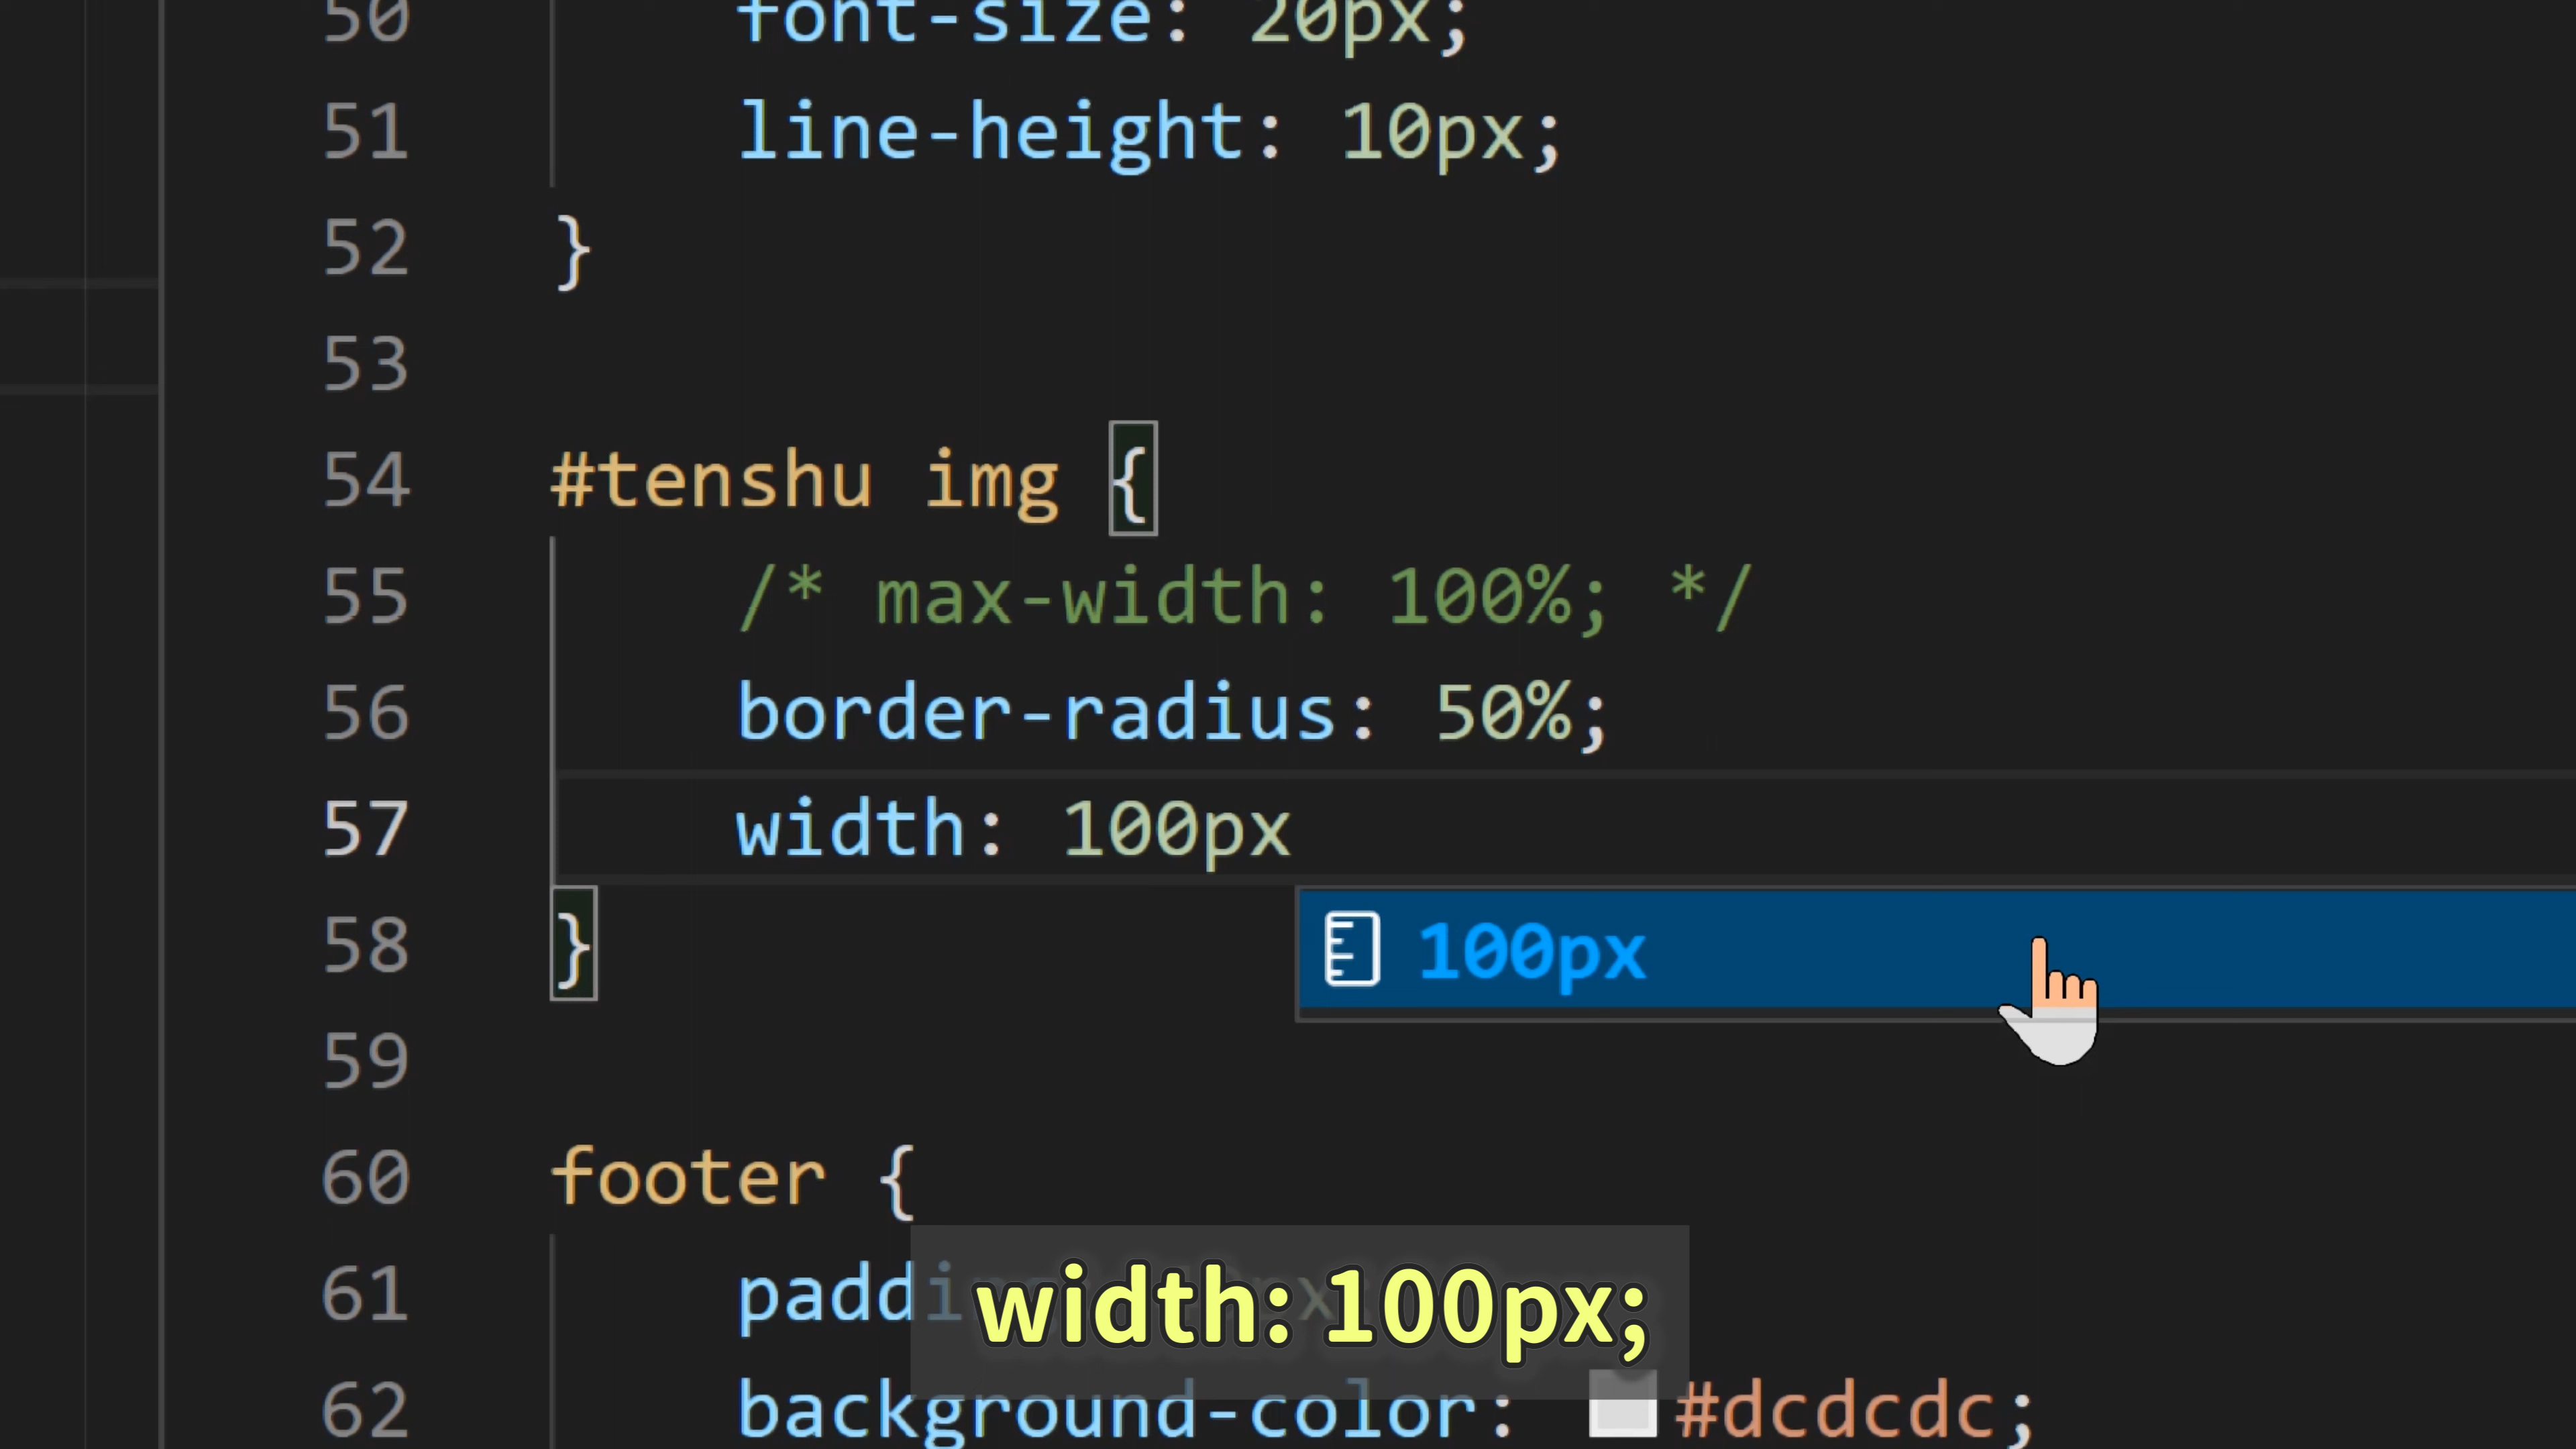 50 font-size: 20px;
51 line-height: 10px;
52 }
53
54 #tenshu img {
55 /* max-width: 100%; */
56 border-radius: 50%;
57 width: 100px
100px
58 }
59
60 footer {
61 paddi
width: 100px;
62 background-color: #dcdcdc;